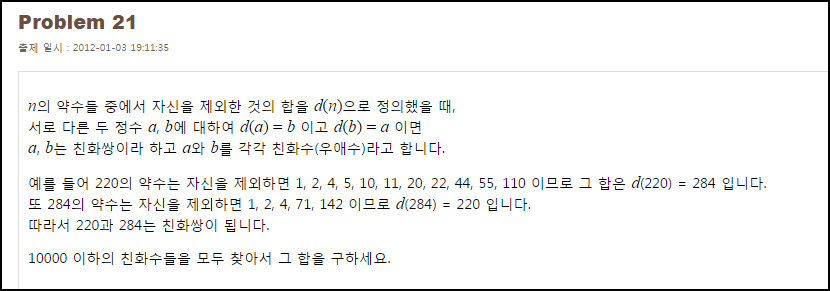 Problem 21
출제 일시 : 2012-01-03 19:11:35
n의 약수들 중에서 자신을 제외한 것의 합을 d(n)으로 정의했을 때,
서로 다른 두 정수 a, b에 대하여 d(a) = b 이고 d(b) = a 이면
a, b는 친화쌍이라 하고 a와 b를 각각 친화수(우애수)라고 합니다.
예를 들어 220의 약수는 자신을 제외하면 1, 2, 4, 5, 10, 11, 20, 22, 44, 55, 110 이므로 그 합은 d(220) = 284 입니다.
또 284의 약수는 자신을 제외하면 1, 2, 4, 71, 142 이므로 d(284) = 220 입니다.
따라서 220과 284는 친화쌍이 됩니다.
10000 이하의 친화수들을 모두 찾아서 그 합을 구하세요.